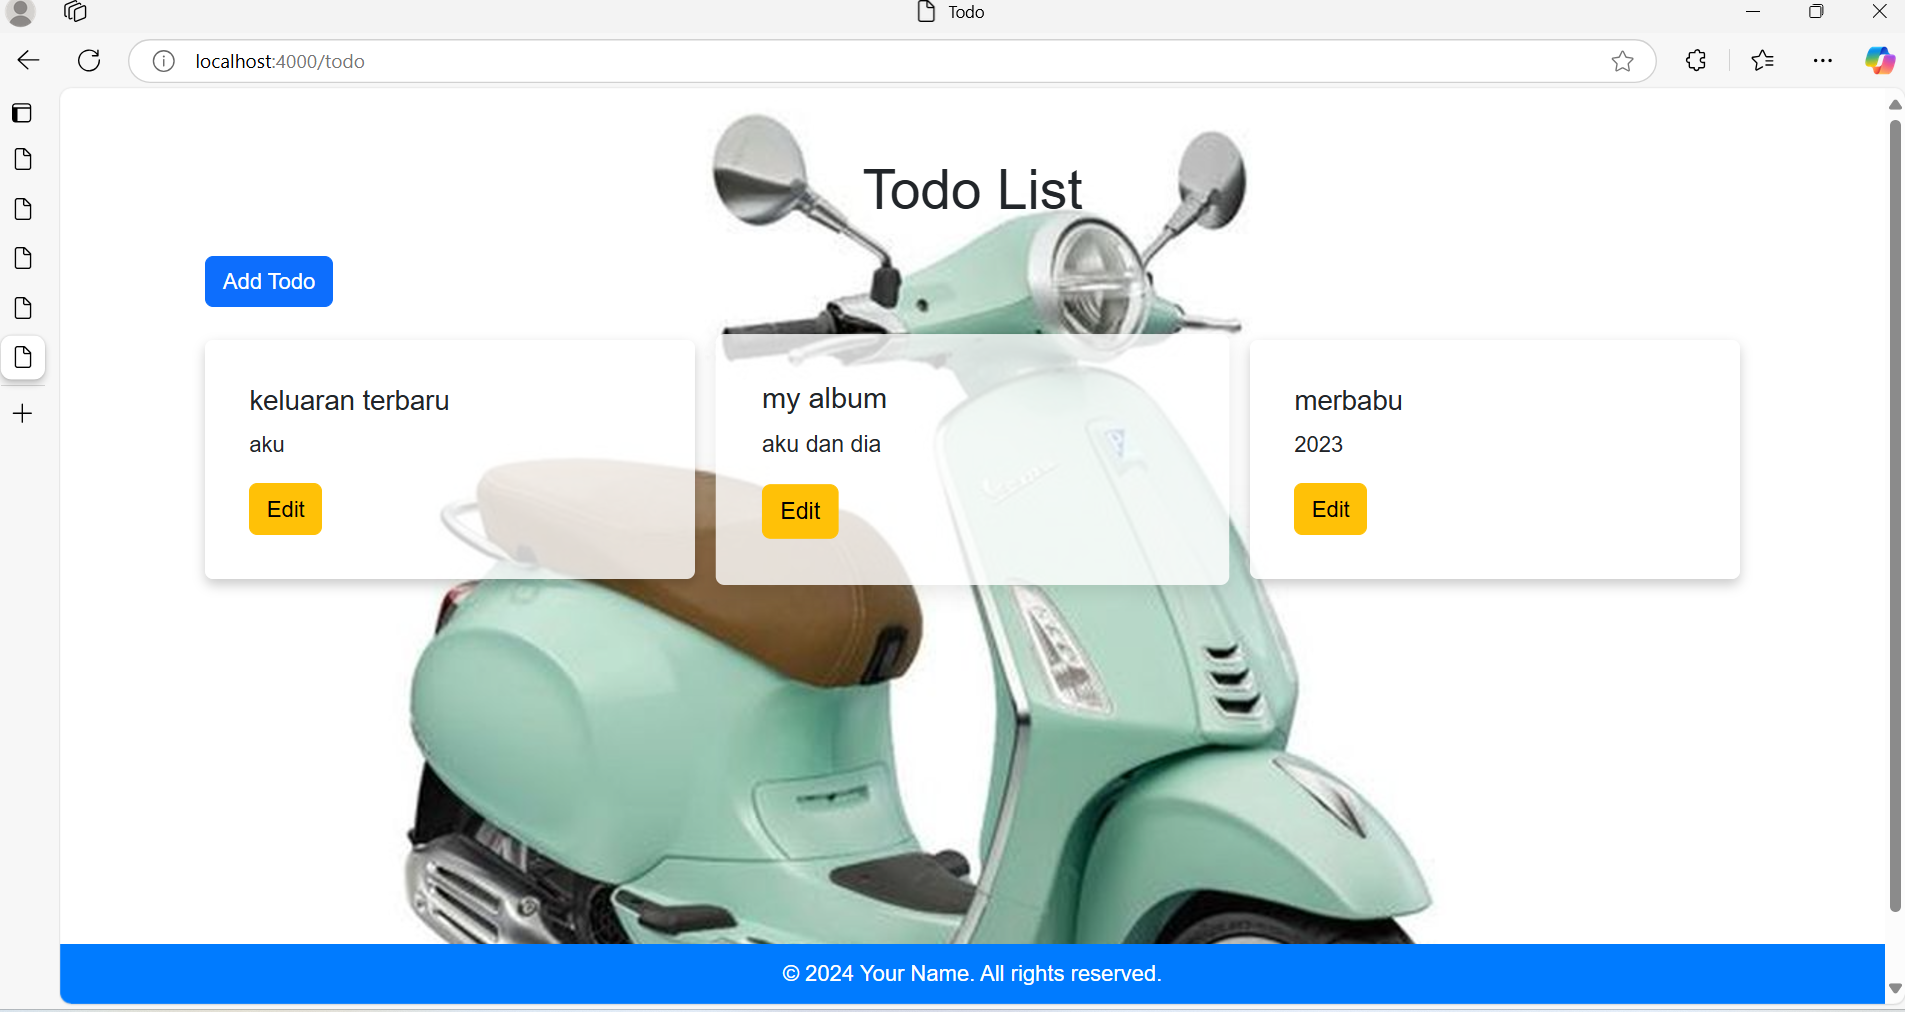 Todo
localhost:4000/todo
Todo List
Add Todo
keluaran terbaru
aku
Edit
my album
aku dan dia
Edit
merbabu
2023
Edit
© 2024 Your Name. All rights reserved.